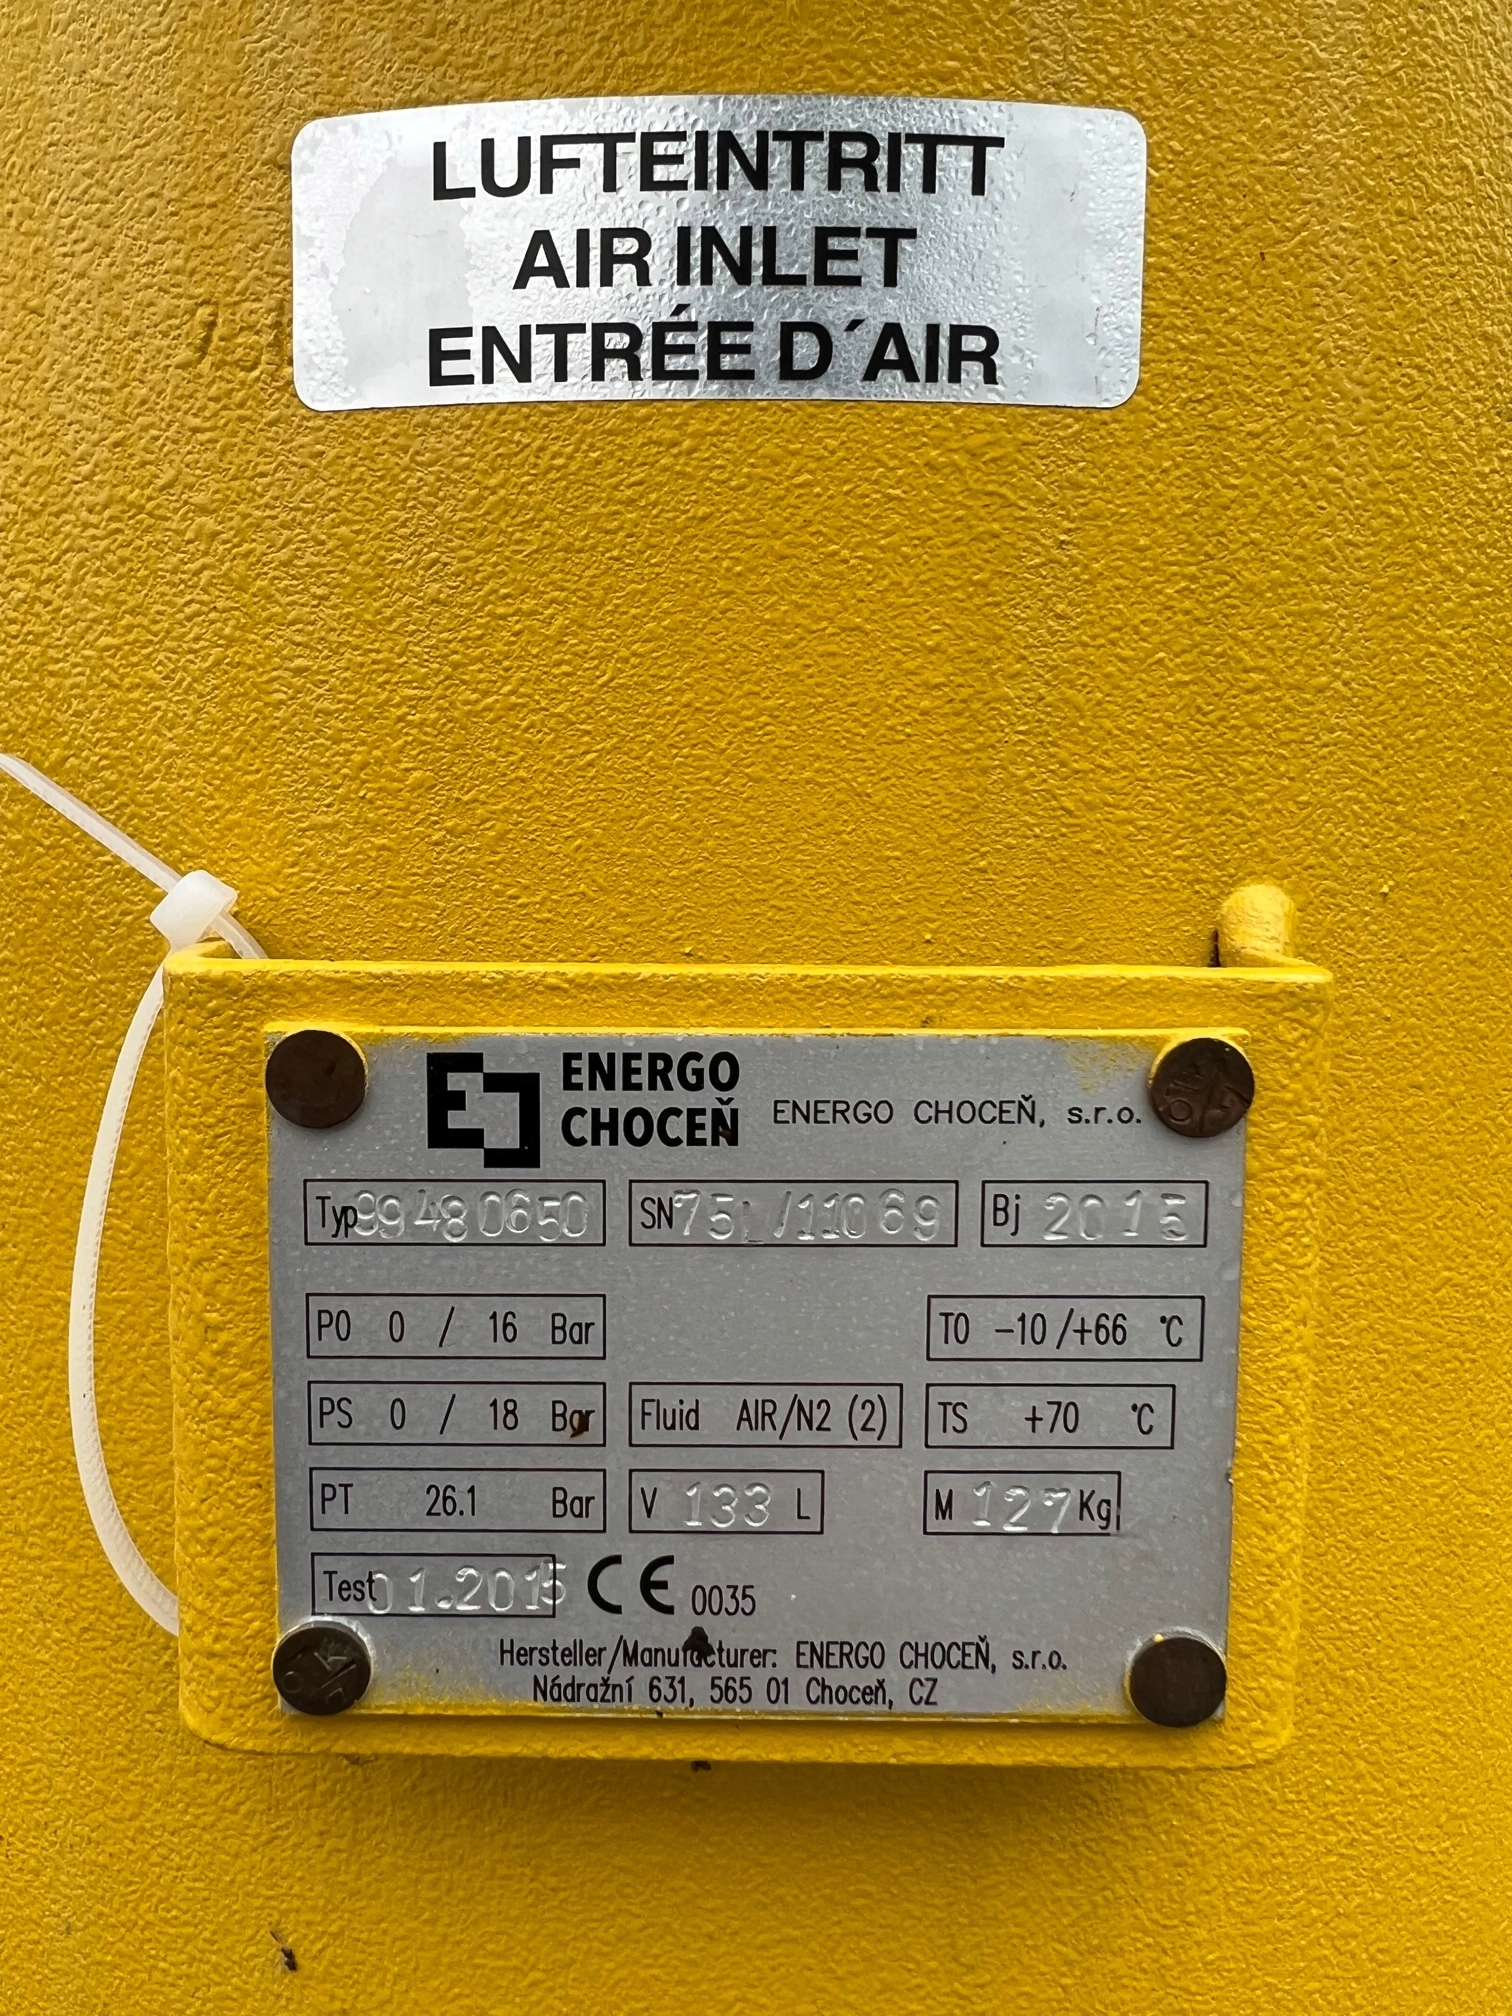 LUFTEINTRITT
AIR INLET
ENTRÉE D´AIR
ENERGO
CHOCEŇ
ENERGO CHOCEŇ, s.r.o.
Typ 99480650 SN 75L/11069 Bj 2015
P0 0 / 16 Bar T0 -10/+66 °C
PS 0 / 18 Bar Fluid AIR/N2 (2) TS +70 °C
PT 26.1 Bar V 133 L M 127 Kg
Test 01.2015 CE 0035
Hersteller/Manufacturer: ENERGO CHOCEŇ, s.r.o.
Nádražní 631, 565 01 Choceň, CZ